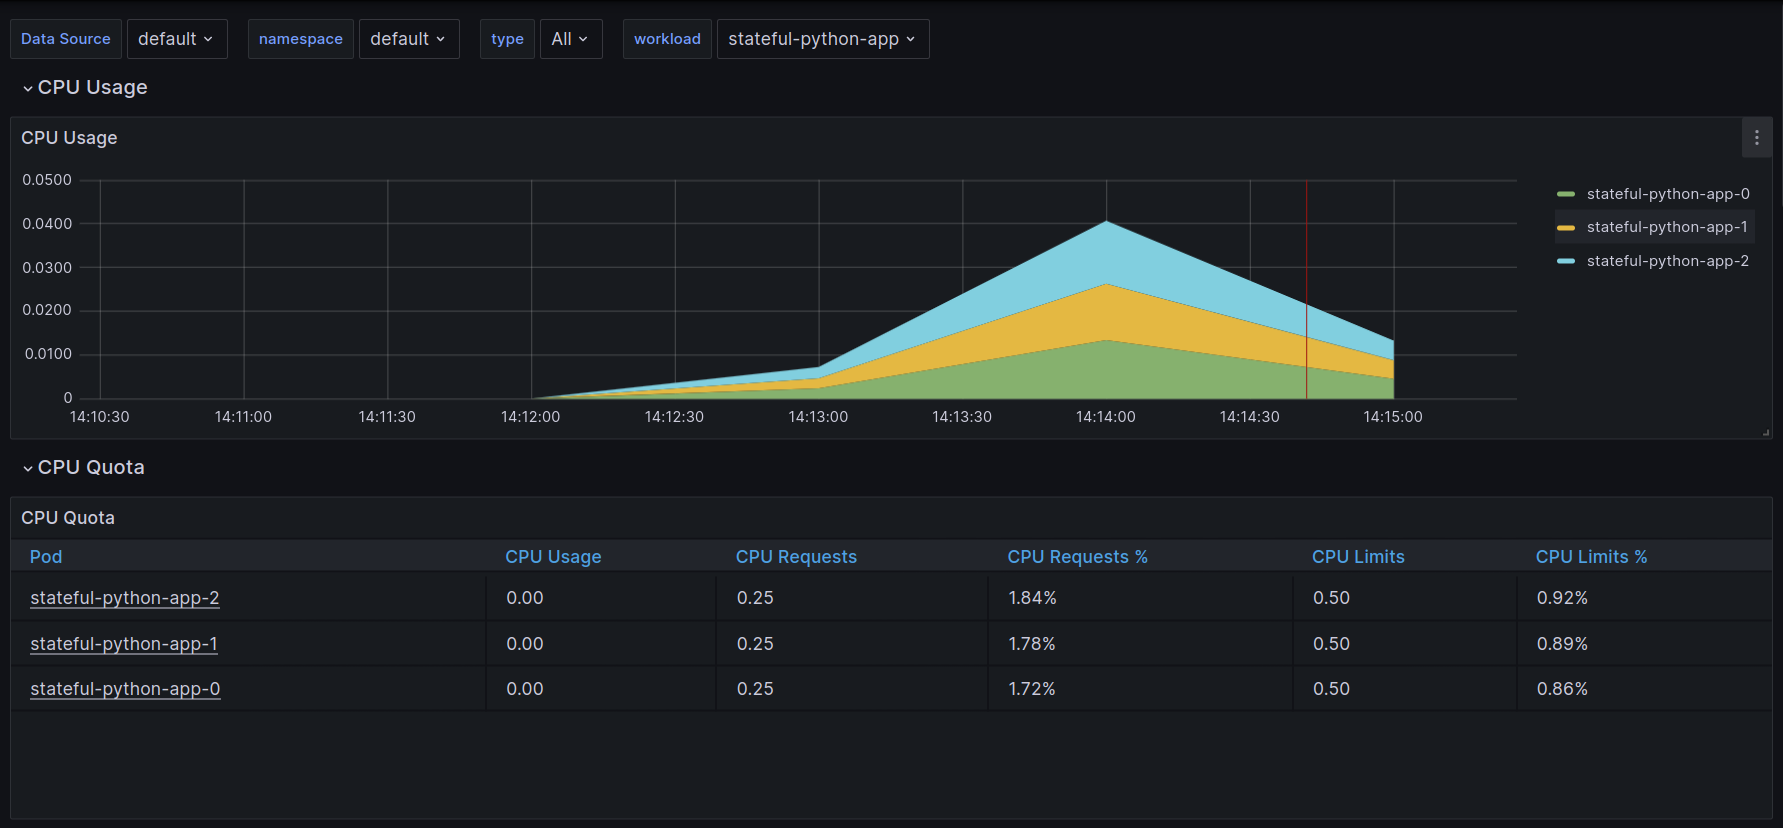 Data Source default namespace default type All workload stateful-python-app
CPU Usage
CPU Usage
0.0500
0.0400
0.0300
0.0200
0.0100
0
14:10:30 14:11:00 14:11:30 14:12:00 14:12:30 14:13:00 14:13:30 14:14:00 14:14:30 14:15:00
stateful-python-app-0
stateful-python-app-1
stateful-python-app-2
CPU Quota
CPU Quota
Pod CPU Usage CPU Requests CPU Requests % CPU Limits CPU Limits %
stateful-python-app-2 0.00 0.25 1.84% 0.50 0.92%
stateful-python-app-1 0.00 0.25 1.78% 0.50 0.89%
stateful-python-app-0 0.00 0.25 1.72% 0.50 0.86%